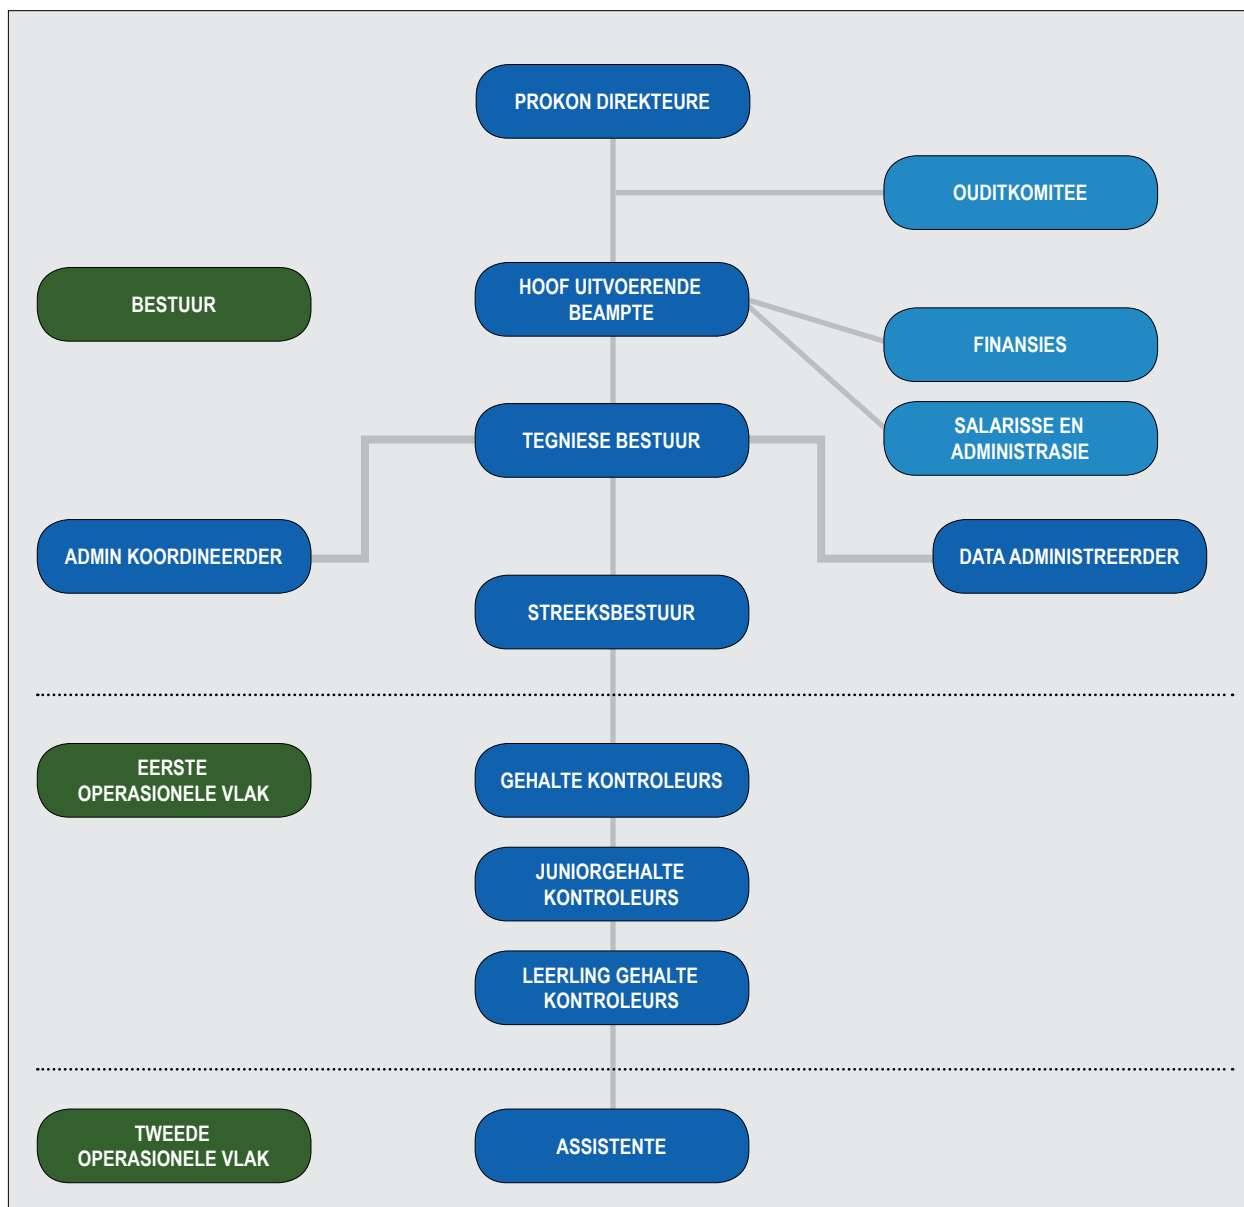 PROKON DIREKTEURE
OUDITKOMITEE
BESTUUR
HOOF UITVOERENDE
BEAMPTE
FINANSIES
TEGNIESE BESTUUR
SALARISSE EN
ADMINISTRASIE
ADMIN KOORDINEERDER
DATA ADMINISTREERDER
STREEKSBESTUUR
EERSTE
OPERASIONELE VLAK
GEHALTE KONTROLEURS
JUNIORGEHALTE
KONTROLEURS
LEERLING GEHALTE
KONTROLEURS
TWEEDE
OPERASIONELE VLAK
ASSISTENTE